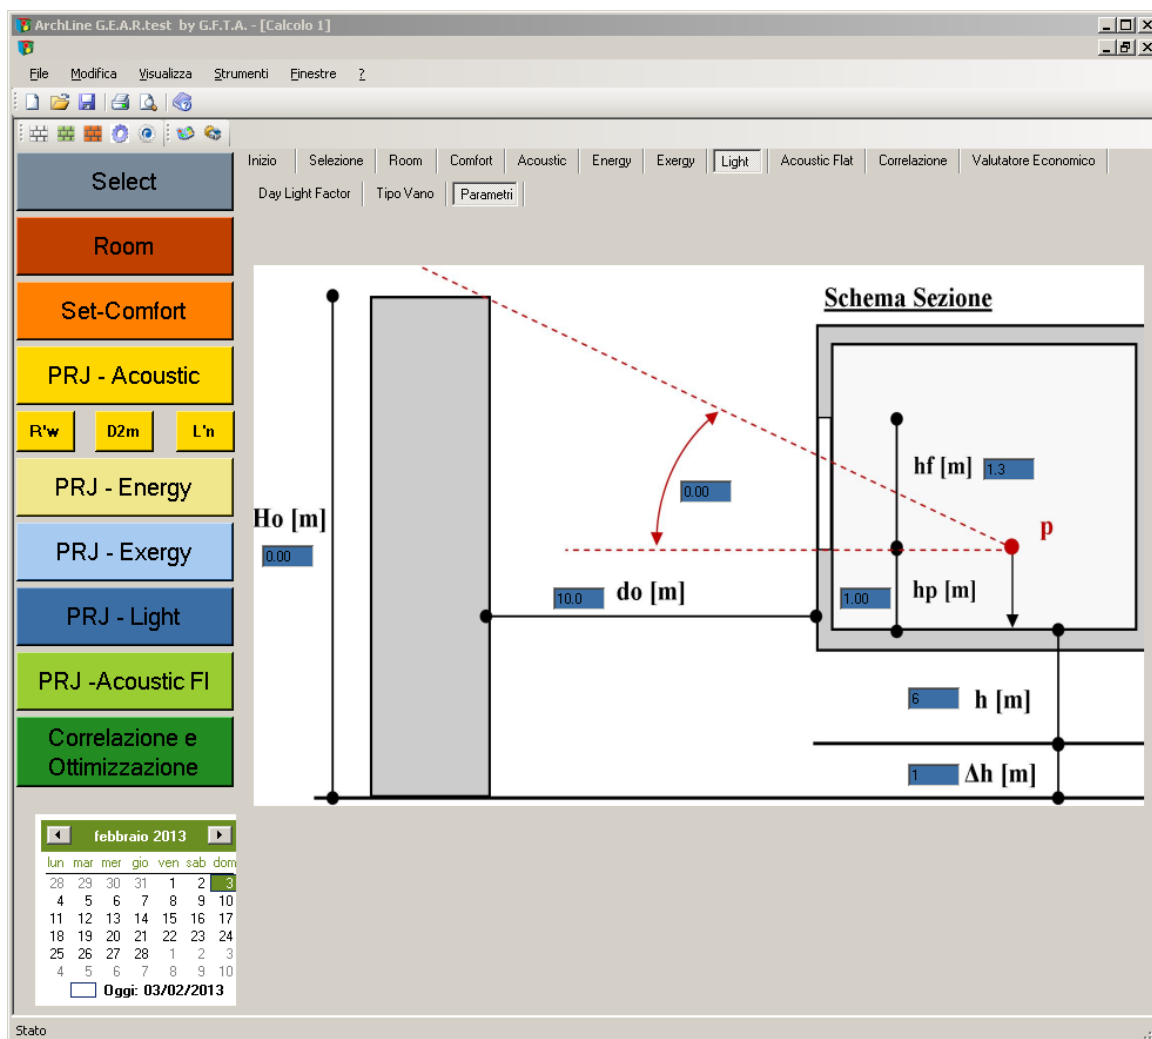 ArchLine G.E.A.R.test by G.F.T.A. - [Calcolo 1]
File Modifica Visualizza Strumenti Finestre ?
Inizio Selezione Room Comfort Acoustic Energy Exergy Light Acoustic Flat Correlazione Valutatore Economico
Day Light Factor Tipo Vano Parametri
Select
Room
Set-Comfort
PRJ - Acoustic
R'w D2m L'n
PRJ - Energy
PRJ - Exergy
PRJ - Light
PRJ -Acoustic Fl
Correlazione e
Ottimizzazione
febbraio 2013
lun mar mer gio ven sab dom
28 29 30 31 1 2 3
4 5 6 7 8 9 10
11 12 13 14 15 16 17
18 19 20 21 22 23 24
25 26 27 28 1 2 3
4 5 6 7 8 9 10
Oggi: 03/02/2013
Schema Sezione
hf [m] 1.3
0.00
Ho [m]
0.00
p
10.0 do [m]
1.00 hp [m]
6 h [m]
1 Δh [m]
Stato